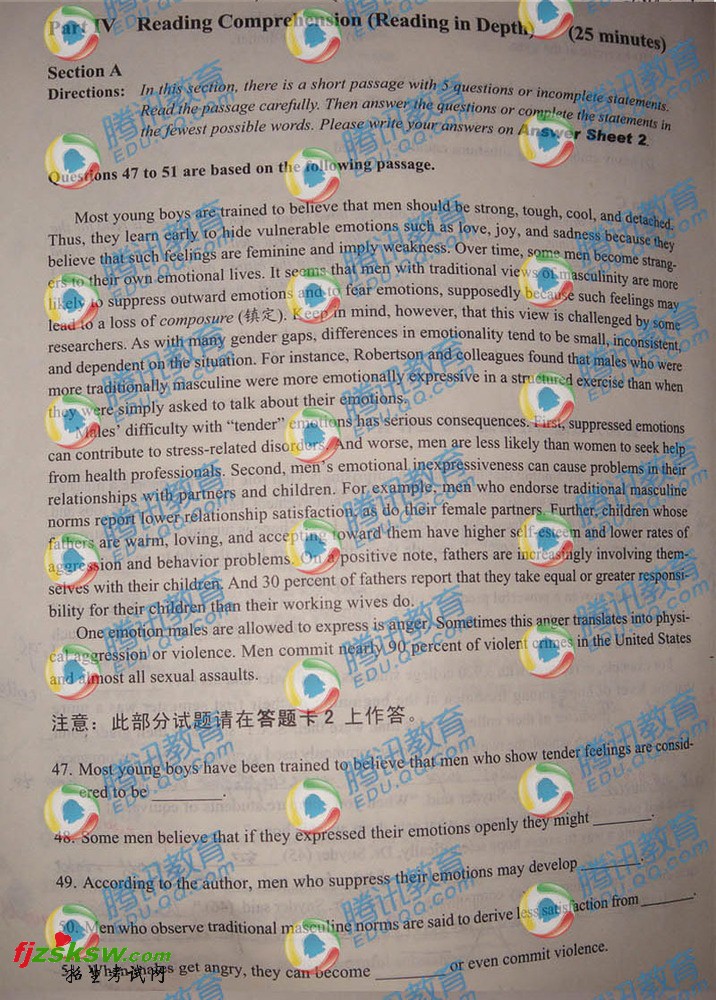 Part IV Reading Comprehension (Reading in Depth) (25 minutes)
Section A
Directions: In this section, there is a short passage with 5 questions or incomplete statements.
Read the passage carefully. Then answer the questions or complete the statements in
the fewest possible words. Please write your answers on Answer Sheet 2.
Questions 47 to 51 are based on the following passage.
Most young boys are trained to believe that men should be strong, tough, cool, and detached.
Thus, they learn early to hide vulnerable emotions such as love, joy, and sadness because they
believe that such feelings are feminine and imply weakness. Over time, some men become strang-
ers to their own emotional lives. It seems that men with traditional views of masculinity are more
likely to suppress outward emotions and to fear emotions, supposedly because such feelings may
lead to a loss of composure (镇定). Keep in mind, however, that this view is challenged by some
researchers. As with many gender gaps, differences in emotionality tend to be small, inconsistent,
and dependent on the situation. For instance, Robertson and colleagues found that males who were
more traditionally masculine were more emotionally expressive in a structured exercise than when
they were simply asked to talk about their emotions.
Males' difficulty with “tender” emotions has serious consequences. First, suppressed emotions
can contribute to stress-related disorders. And worse, men are less likely than women to seek help
from health professionals. Second, men's emotional inexpressiveness can cause problems in their
relationships with partners and children. For example, men who endorse traditional masculine
norms report lower relationship satisfaction, as do their female partners. Further, children whose
fathers are warm, loving, and accepting toward them have higher self-esteem and lower rates of
aggression and behavior problems. On a positive note, fathers are increasingly involving them-
selves with their children. And 30 percent of fathers report that they take equal or greater responsi-
bility for their children than their working wives do.
One emotion males are allowed to express is anger. Sometimes this anger translates into physi-
cal aggression or violence. Men commit nearly 90 percent of violent crimes in the United States
and almost all sexual assaults.
注意：此部分试题请在答题卡2上作答。
47. Most young boys have been trained to believe that men who show tender feelings are consid-
ered to be ________.
48. Some men believe that if they expressed their emotions openly they might ________.
49. According to the author, men who suppress their emotions may develop ________.
50. Men who observe traditional masculine norms are said to derive less satisfaction from ________.
51. When males get angry, they can become ________ or even commit violence.
腾讯教育
EDU.QQ.COM
fjzsksw.com
招生考试网